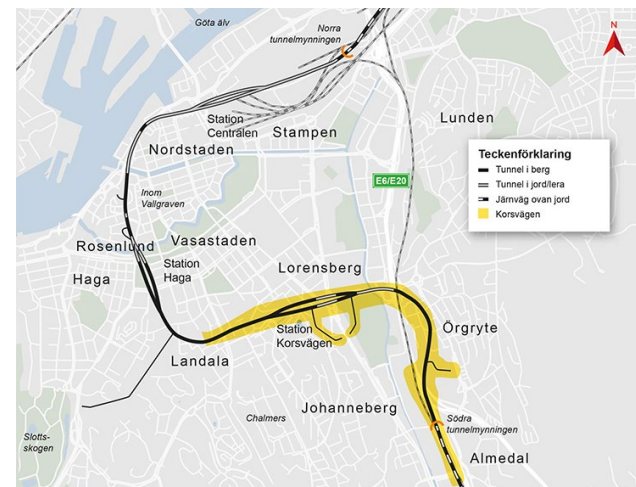 Göta älv
Norra
tunnelmynningen
N
Station
Centralen
Stampen
Lunden
Nordstaden
Teckenförklaring
Tunnel i berg
Tunnel i jord/lera
Järnväg ovan jord
Korsvägen
E6/E20
Inom
Vallgraven
Rosenlund
Vasastaden
Station
Haga
Haga
Lorensberg
Örgryte
Station
Korsvägen
Landala
Johanneberg
Chalmers
Södra
tunnelmynningen
Slotts-
skogen
Almedal